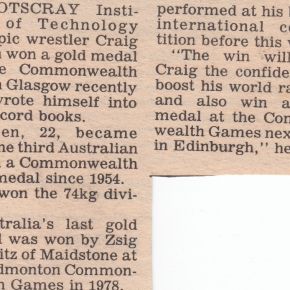 OTSCRAY Insti-
of Technology
pic wrestler Craig
won a gold medal
e Commonwealth
n Glasgow recently
rote himself into
cord books.
en, 22, became
he third Australian
a Commonwealth
medal since 1954.
won the 74kg divi-
tralia's last gold
was won by Zsig
itz of Maidstone at
dmonton Common-
h Games in 1978.
performed at his
international co
tition before this
"The win will
Craig the confide
boost his world ra
and also win a
medal at the Con
wealth Games nex
in Edinburgh," he